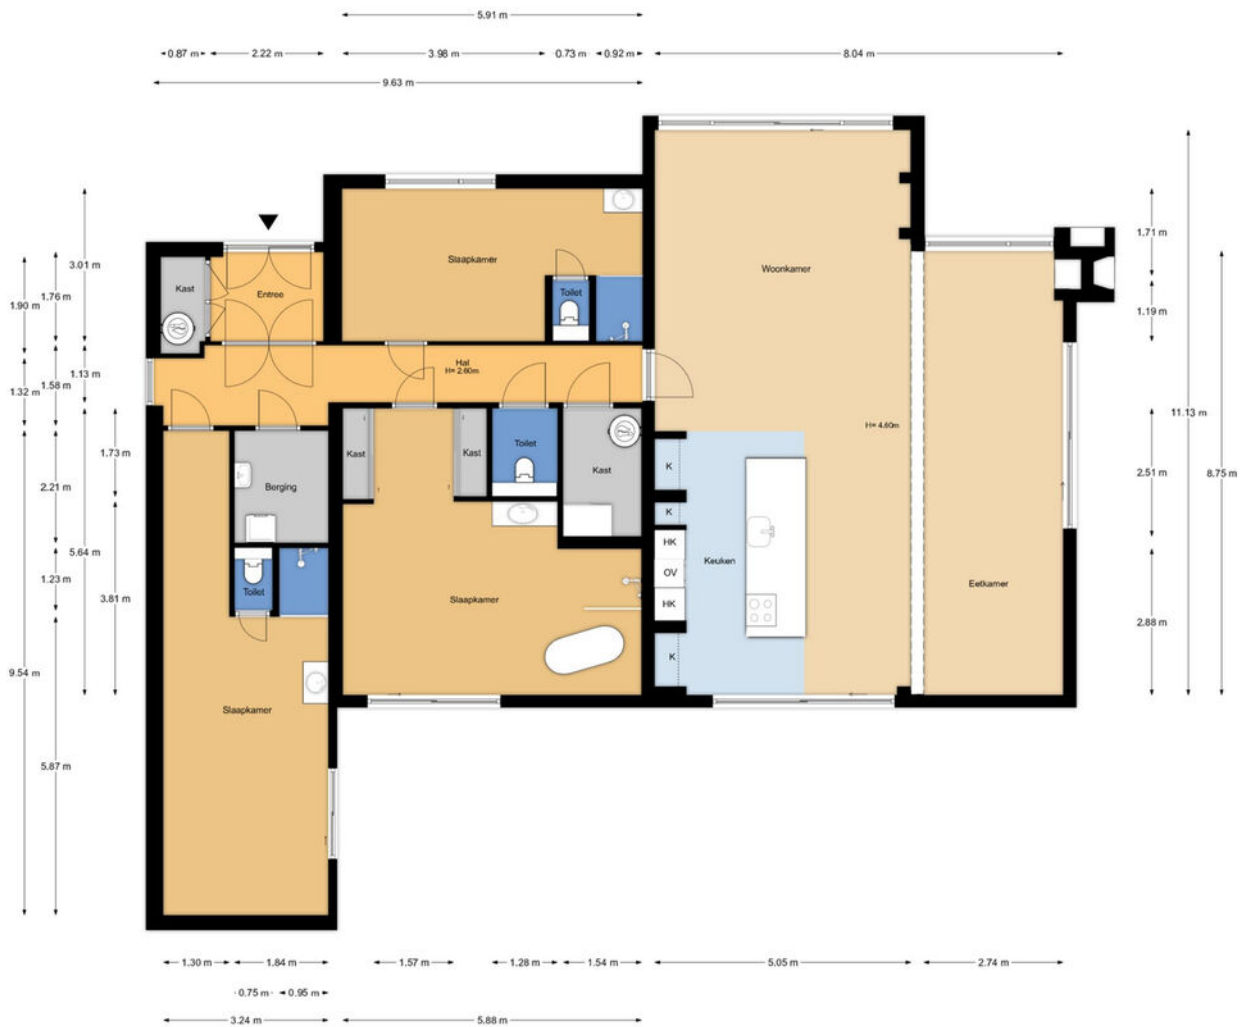 5.91 m
0.87 m
2.22 m
3.98 m
0.73 m
0.92 m
8.04 m
9.63 m
Slaapkamer
Woonkamer
Kast
Entree
Toilet
Hal
H= 2.60m
H= 4.60m
3.01 m
1.76 m
1.90 m
1.13 m
1.58 m
1.32 m
1.73 m
2.21 m
5.64 m
1.23 m
3.81 m
9.54 m
5.87 m
1.71 m
1.19 m
11.13 m
2.51 m
8.75 m
2.88 m
Kast
Kast
Toilet
Kast
Berging
K
K
HK
OV
HK
K
Keuken
Eetkamer
Toilet
Slaapkamer
Slaapkamer
1.30 m
1.84 m
1.57 m
1.28 m
1.54 m
5.05 m
2.74 m
0.75 m
0.95 m
3.24 m
5.88 m